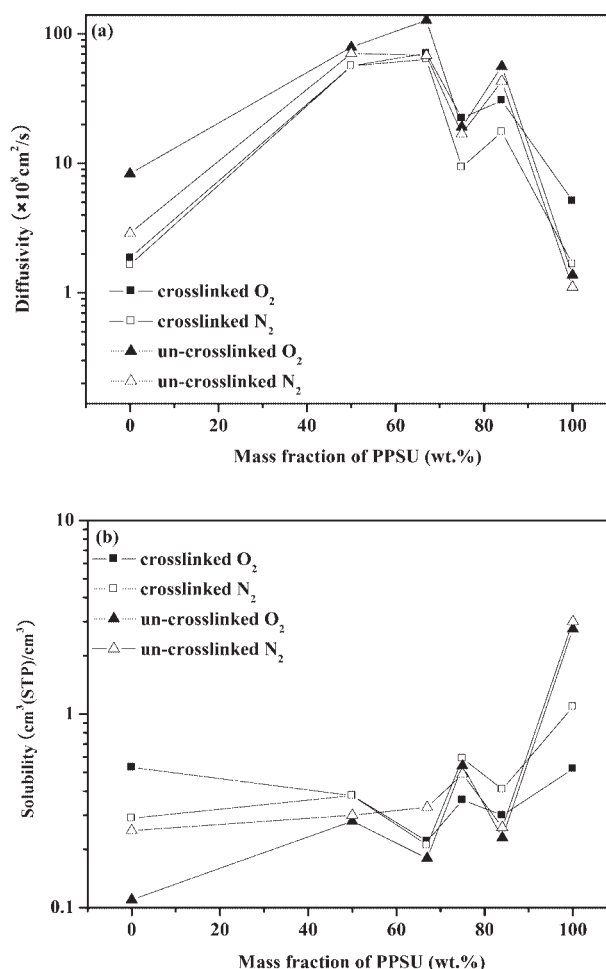 (a)
100
10
1
Diffusivity (×10⁸cm²/s)
crosslinked O₂
crosslinked N₂
un-crosslinked O₂
un-crosslinked N₂
0 20 40 60 80 100
Mass fraction of PPSU (wt.%)
(b)
10
1
0.1
Solubility (cm³(STP)/cm³)
crosslinked O₂
crosslinked N₂
un-crosslinked O₂
un-crosslinked N₂
0 20 40 60 80 100
Mass fraction of PPSU (wt.%)